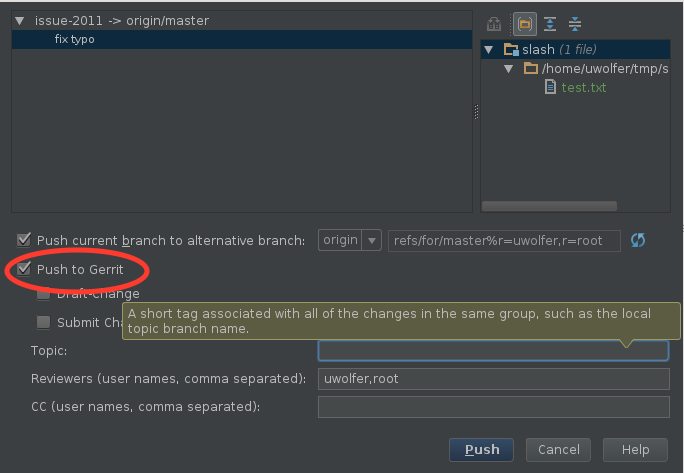 issue-2011 -> origin/master
fix typo
slash (1 file)
/home/uwolfer/tmp/s
test.txt
Push current branch to alternative branch:
origin
refs/for/master%r=uwolfer,r=root
Push to Gerrit
Draft-Change
Submit Cha
A short tag associated with all of the changes in the same group, such as the local
topic branch name.
Topic:
Reviewers (user names, comma separated):
uwolfer,root
CC (user names, comma separated):
Push
Cancel
Help